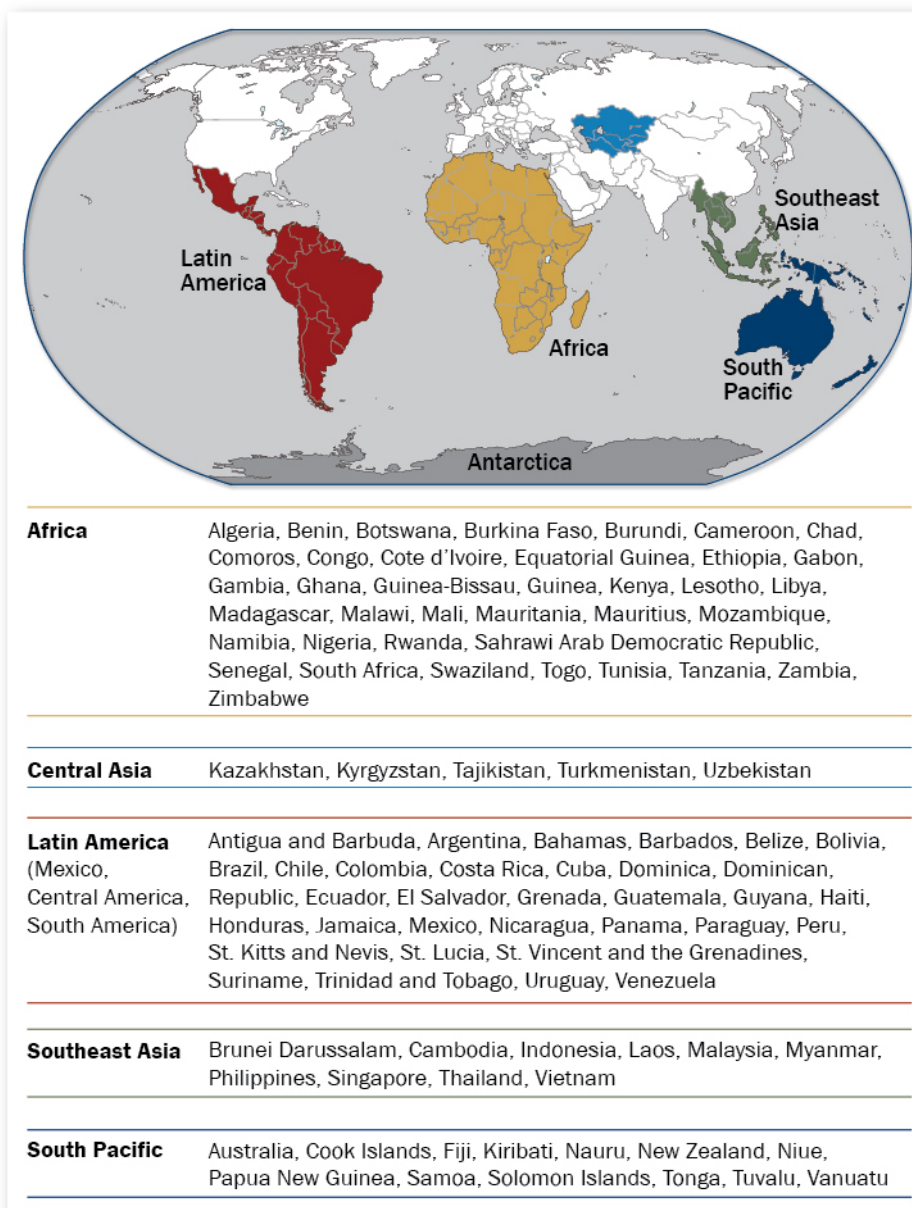 Southeast
Asia
Latin
America
Africa
South
Pacific
Antarctica
Africa
Algeria, Benin, Botswana, Burkina Faso, Burundi, Cameroon, Chad,
Comoros, Congo, Cote d'Ivoire, Equatorial Guinea, Ethiopia, Gabon,
Gambia, Ghana, Guinea-Bissau, Guinea, Kenya, Lesotho, Libya,
Madagascar, Malawi, Mali, Mauritania, Mauritius, Mozambique,
Namibia, Nigeria, Rwanda, Sahrawi Arab Democratic Republic,
Senegal, South Africa, Swaziland, Togo, Tunisia, Tanzania, Zambia,
Zimbabwe
Central Asia
Kazakhstan, Kyrgyzstan, Tajikistan, Turkmenistan, Uzbekistan
Latin America
(Mexico,
Central America,
South America)
Antigua and Barbuda, Argentina, Bahamas, Barbados, Belize, Bolivia,
Brazil, Chile, Colombia, Costa Rica, Cuba, Dominica, Dominican,
Republic, Ecuador, El Salvador, Grenada, Guatemala, Guyana, Haiti,
Honduras, Jamaica, Mexico, Nicaragua, Panama, Paraguay, Peru,
St. Kitts and Nevis, St. Lucia, St. Vincent and the Grenadines,
Suriname, Trinidad and Tobago, Uruguay, Venezuela
Southeast Asia
Brunei Darussalam, Cambodia, Indonesia, Laos, Malaysia, Myanmar,
Philippines, Singapore, Thailand, Vietnam
South Pacific
Australia, Cook Islands, Fiji, Kiribati, Nauru, New Zealand, Niue,
Papua New Guinea, Samoa, Solomon Islands, Tonga, Tuvalu, Vanuatu